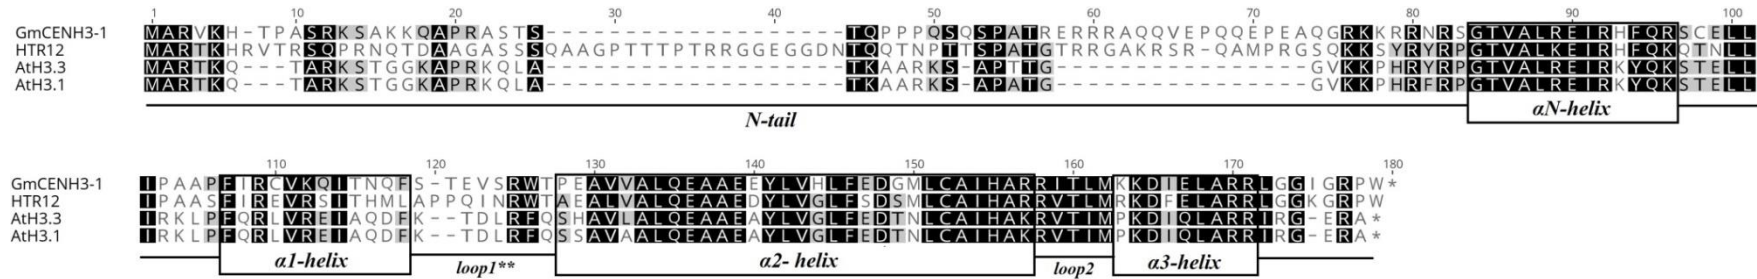 1 10 20 30 40 50 60 70 80 90 100
GmCENH3-1 MARVKH-TPASRKSAKKQAPRASTS-------------------TQPPPQSQSPATRERRRAQQVEPQQEPEAQGRKKRRNRSGTVALREIRHFQRSCELL
HTR12 MARTKHRVTRSQPRNQTDAAGASSSQAAGPTTTPTRRGGEGGDNTQQTNPTTSPATGTRRGAKRSR-QAMPRGSQKKSYRYRPGTVALKEIRHFQKQTNLL
AtH3.3 MARTKQ---TARKSTGGKAPRKQLA-------------------TKAARKS-APTTG----------------GVKKPHRYRPGTVALREIRKYQKSTELL
AtH3.1 MARTKQ---TARKSTGGKAPRKQLA-------------------TKAARKS-APATG----------------GVKKPHRFRPGTVALREIRKYQKSTELL
N-tail αN-helix
110 120 130 140 150 160 170 180
GmCENH3-1 IPAAPFIRCVKQITNQFS-TEVSRWTPEAVVALQEAAEEYLVHLFEDGMLCAIHARRITLMKKDIELARRLGGIGRPW*
HTR12 IPAASFIREVRSITHMLAPPQINRWTAEALVALQEAAEDYLVGLFSDSMLCAIHARRVTLMRKDFELARRLGGKGRPW
AtH3.3 IRKLPFQRLVREIAQDFK--TDLRFQSHAVLALQEAAEAYLVGLFEDTNLCAIHAKRVTIMPKDIQLARRIRG-ERA*
AtH3.1 IRKLPFQRLVREIAQDFK--TDLRFQSSAVAALQEAAEAYLVGLFEDTNLCAIHAKRVTIMPKDIQLARRIRG-ERA*
α1-helix loop1** α2- helix loop2 α3-helix